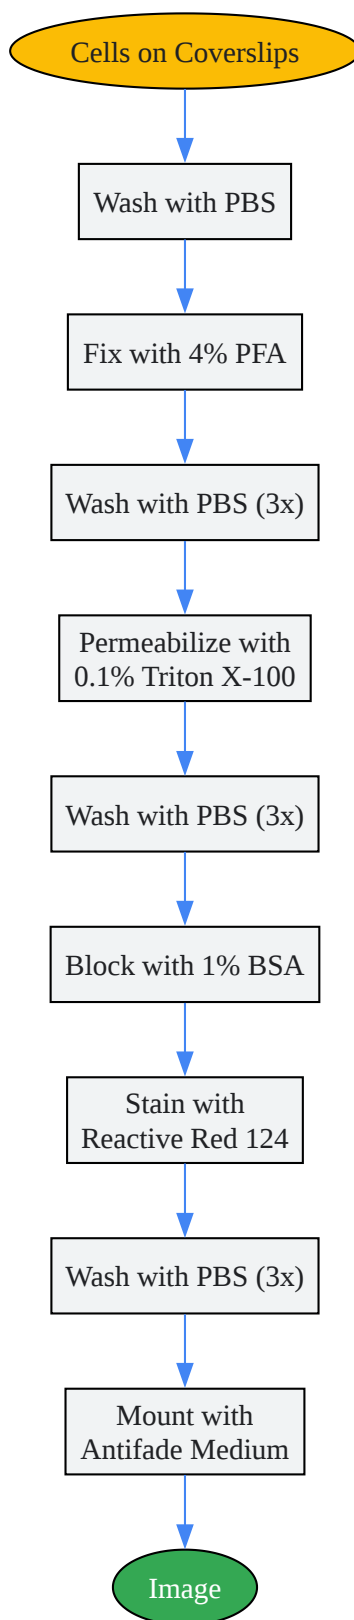 Cells on Coverslips
Wash with PBS
Fix with 4% PFA
Wash with PBS (3x)
Permeabilize with
0.1% Triton X-100
Wash with PBS (3x)
Block with 1% BSA
Stain with
Reactive Red 124
Wash with PBS (3x)
Mount with
Antifade Medium
Image